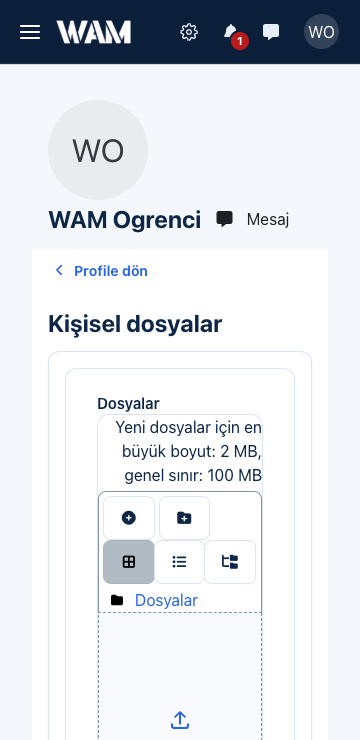 WAM
1
WO
WO
WAM Ogrenci
Mesaj
Profile dön
Kişisel dosyalar
Dosyalar
Yeni dosyalar için en
büyük boyut: 2 MB,
genel sınır: 100 MB
Dosyalar